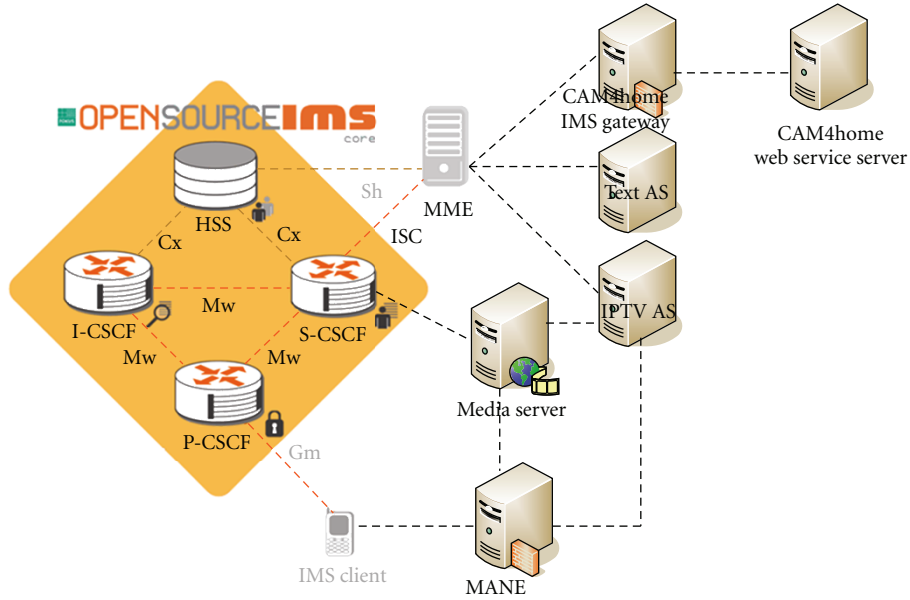 OPENSOURCEIMS
core
HSS
Cx
Cx
I-CSCF
Mw
S-CSCF
Mw
Mw
P-CSCF
Gm
IMS client
Sh
ISC
MME
CAM4home
IMS gateway
CAM4home
web service server
Text AS
IPTV AS
Media server
MANE